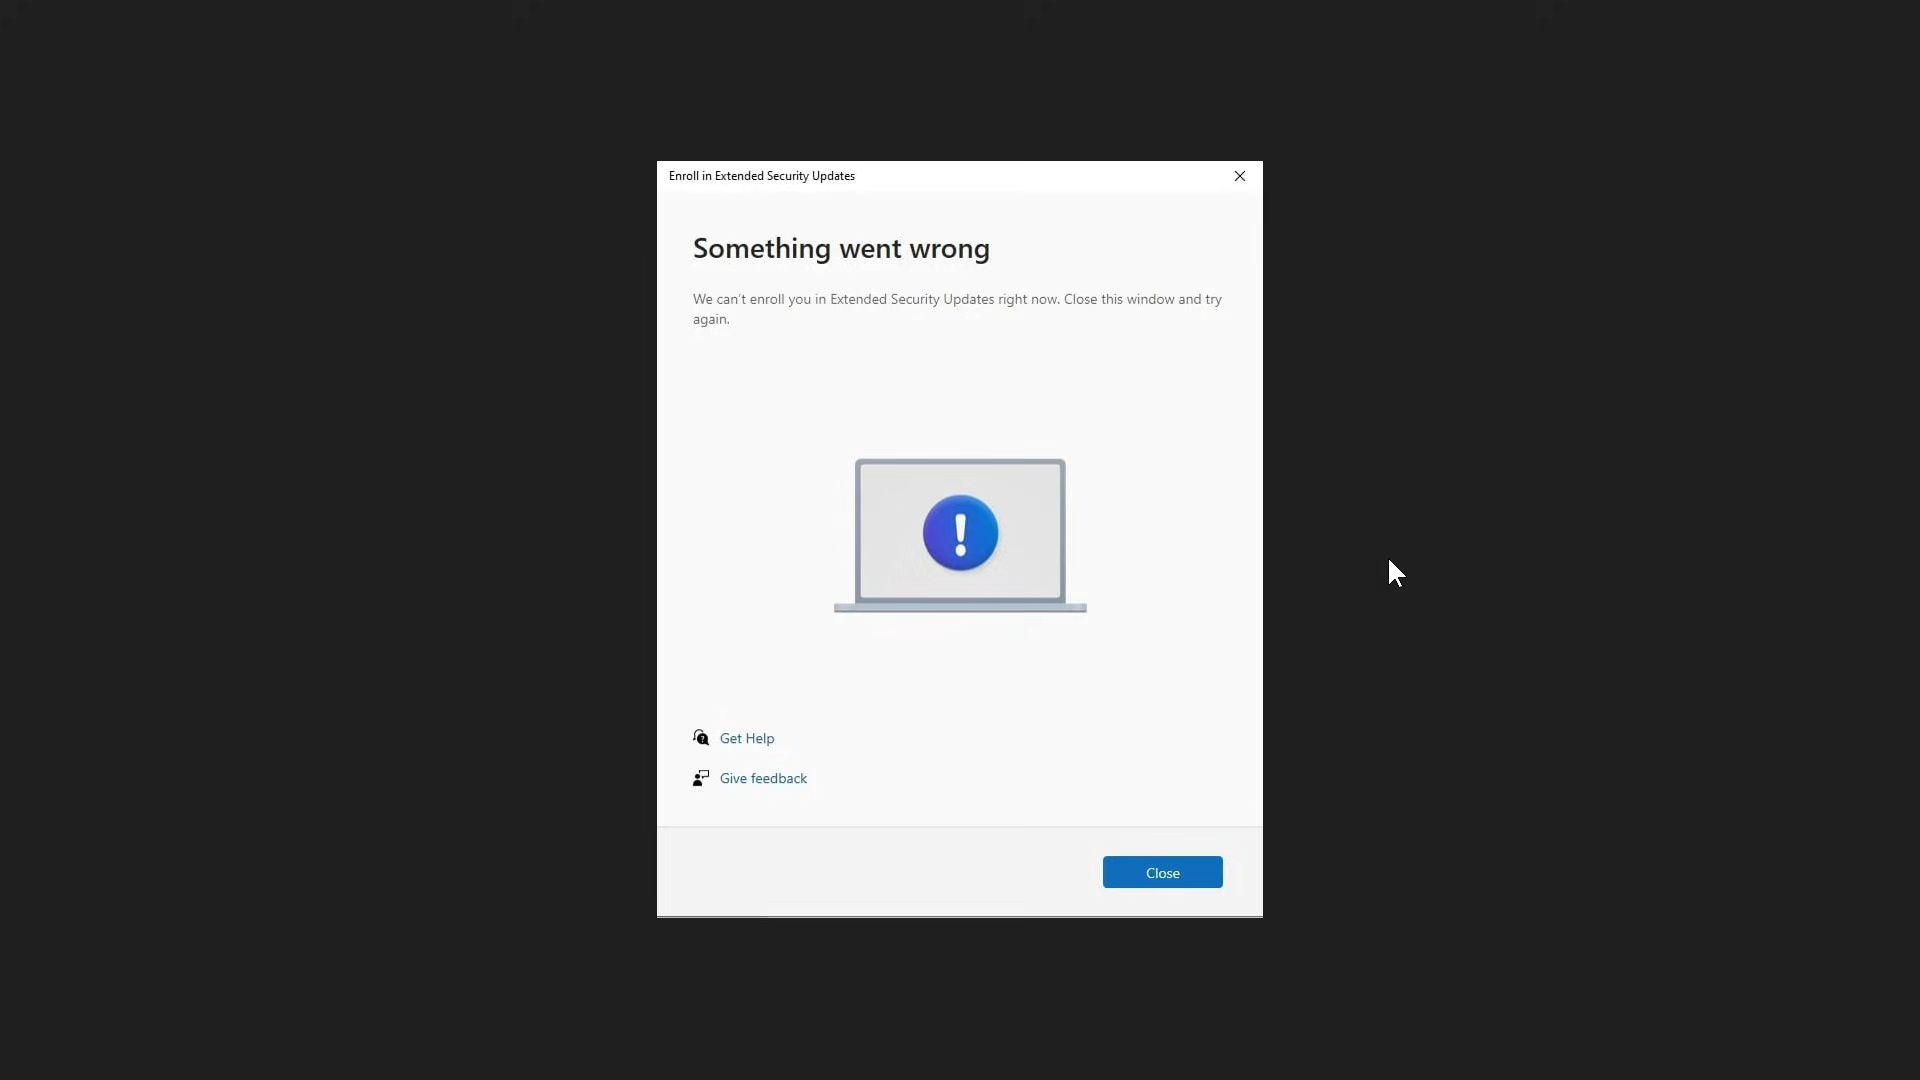 Enroll in Extended Security Updates
Something went wrong
We can't enroll you in Extended Security Updates right now. Close this window and try
again.
Get Help
Give feedback
Close